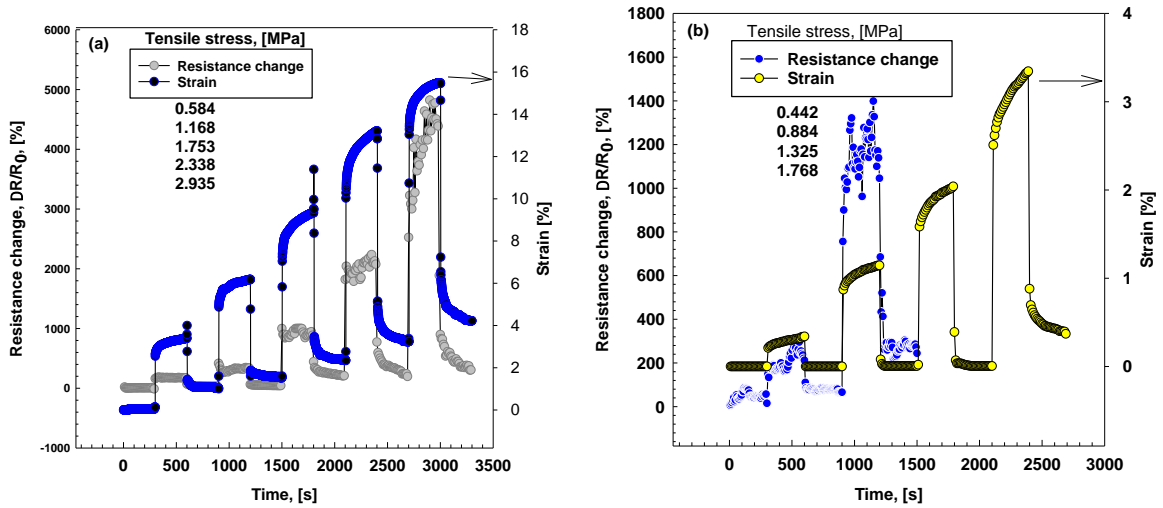 (a)
Tensile stress, [MPa]
Resistance change
Strain
0.584
1.168
1.753
2.338
2.935
Resistance change, DR/R0, [%]
6000
5000
4000
3000
2000
1000
0
-1000
18
16
14
12
10
8
6
4
2
0
Strain [%]
0 500 1000 1500 2000 2500 3000 3500
Time, [s]
(b)
Tensile stress, [MPa]
Resistance change
Strain
0.442
0.884
1.325
1.768
Resistance change, DR/R0, [%]
1800
1600
1400
1200
1000
800
600
400
200
0
4
3
2
1
0
Strain [%]
0 500 1000 1500 2000 2500 3000
Time, [s]